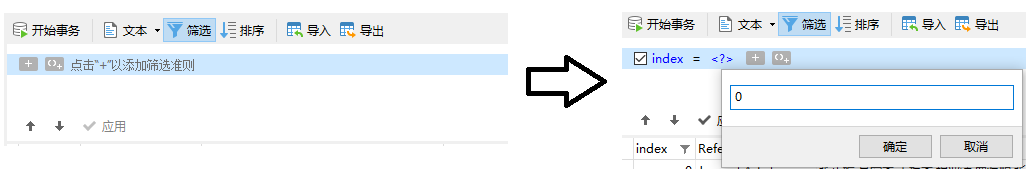 开始事务 文本 筛选 排序 导入 导出
点击"+"以添加筛选准则
应用
开始事务 文本 筛选 排序 导入 导出
index = <?>
0
确定 取消
index